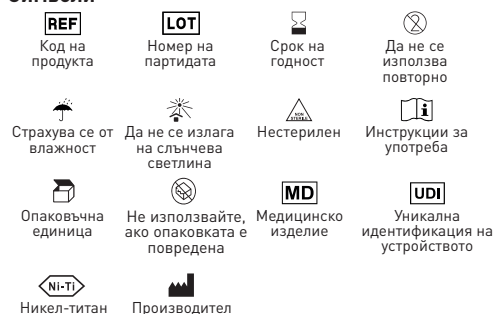 Символи
REF LOT
Код на продукта
Номер на партидата
Срок на годност
Да не се използва повторно
NON STERILE
Страхува се от влажност
Да не се излага на слънчева светлина
Нестерилен
Инструкции за употреба
MD UDI
Опаковъчна единица
Не използвайте, ако опаковката е повредена
Медицинско изделие
Уникална идентификация на устройството
Ni-Ti
Никел-титан
Производител